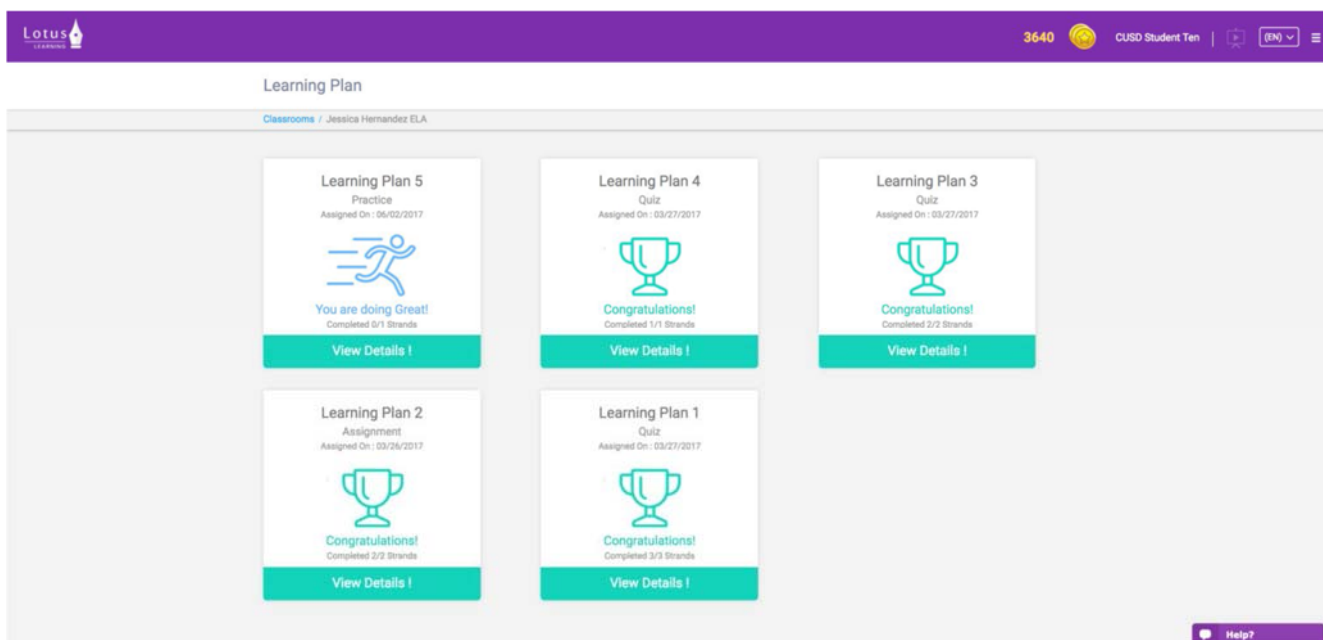 Lotus
LEARNING
3640
CUSD Student Ten |
(EN)
Learning Plan
Classrooms / Jessica Hernandez ELA
Learning Plan 5
Practice
Assigned On : 06/02/2017
You are doing Great!
Completed 0/1 Strands
View Details !
Learning Plan 4
Quiz
Assigned On : 03/27/2017
Congratulations!
Completed 1/1 Strands
View Details !
Learning Plan 3
Quiz
Assigned On : 03/27/2017
Congratulations!
Completed 2/2 Strands
View Details !
Learning Plan 2
Assignment
Assigned On : 03/26/2017
Congratulations!
Completed 2/2 Strands
View Details !
Learning Plan 1
Quiz
Assigned On : 03/27/2017
Congratulations!
Completed 3/3 Strands
View Details !
Help?